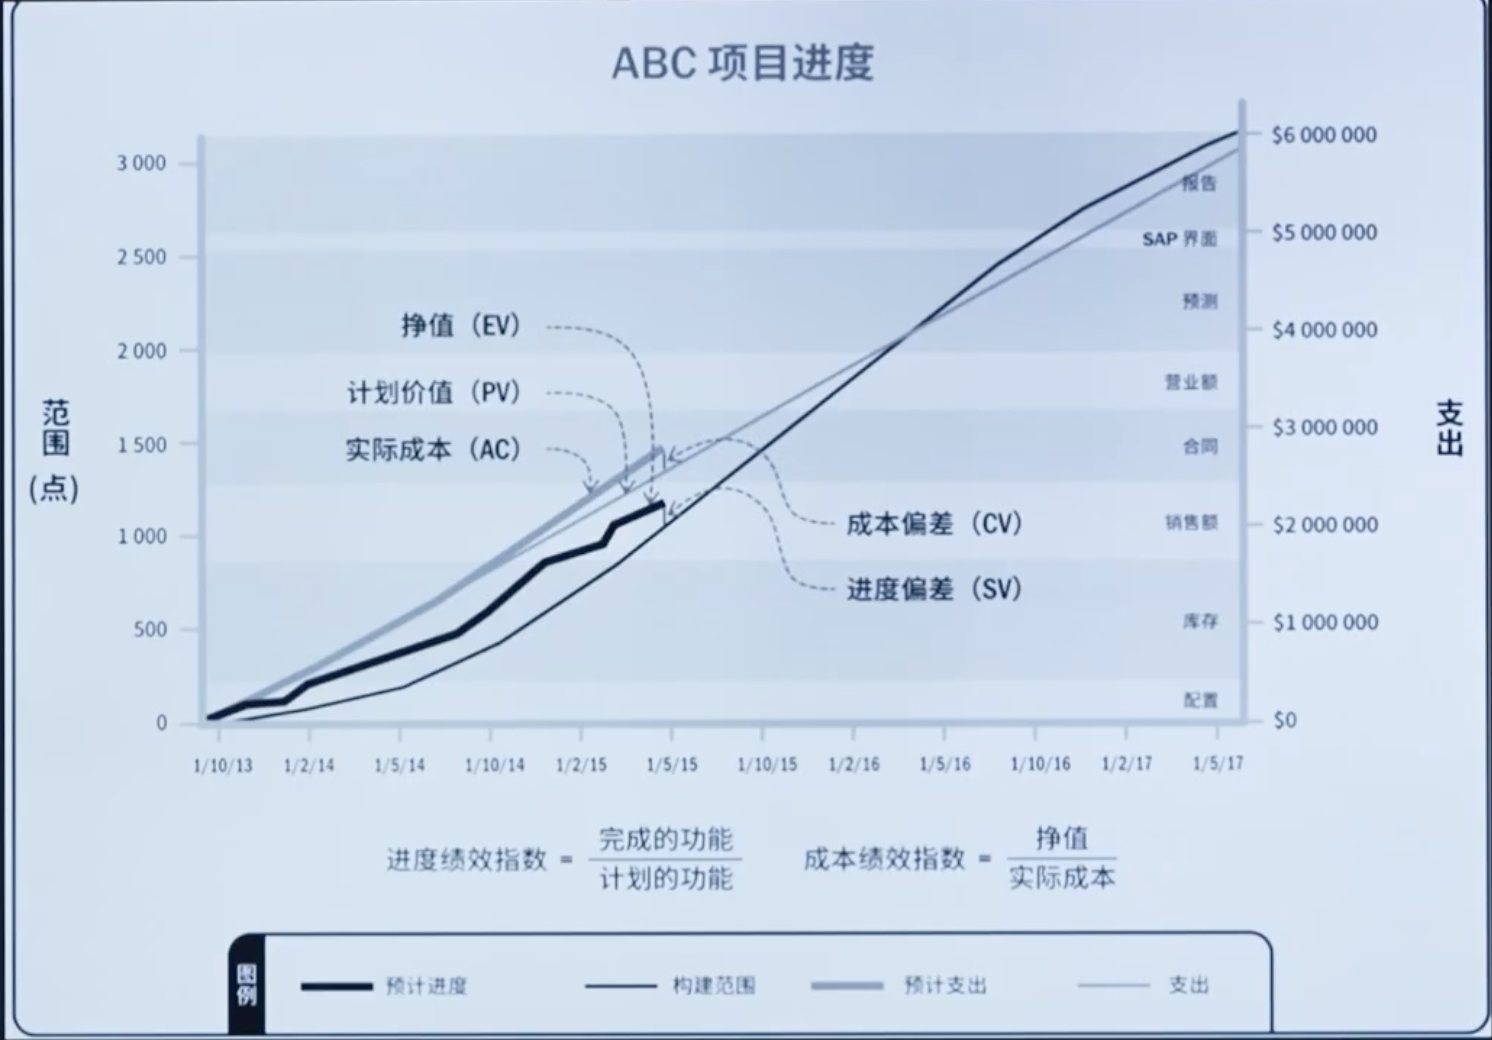 ABC 项目进度
3 000
2 500
2 000
1 500
1 000
500
0
范围
(点)
$6 000 000
$5 000 000
$4 000 000
$3 000 000
$2 000 000
$1 000 000
$0
支出
报告
SAP 界面
预测
营业额
合同
销售额
库存
配置
挣值（EV）
计划价值（PV）
实际成本（AC）
成本偏差（CV）
进度偏差（SV）
1/10/13 1/2/14 1/5/14 1/10/14 1/2/15 1/5/15 1/10/15 1/2/16 1/5/16 1/10/16 1/2/17 1/5/17
进度绩效指数 = 完成的功能
计划的功能
成本绩效指数 = 挣值
实际成本
图例
预计进度 构建范围 预计支出 支出